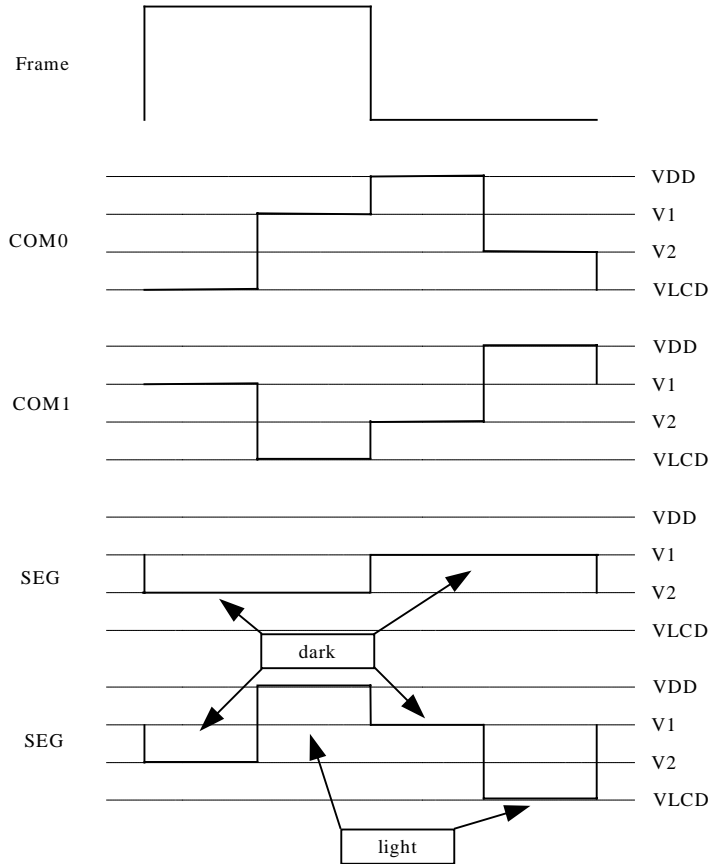 Frame
VDD
V1
COM0
V2
VLCD
VDD
V1
COM1
V2
VLCD
VDD
V1
SEG
V2
VLCD
dark
VDD
V1
SEG
V2
VLCD
light